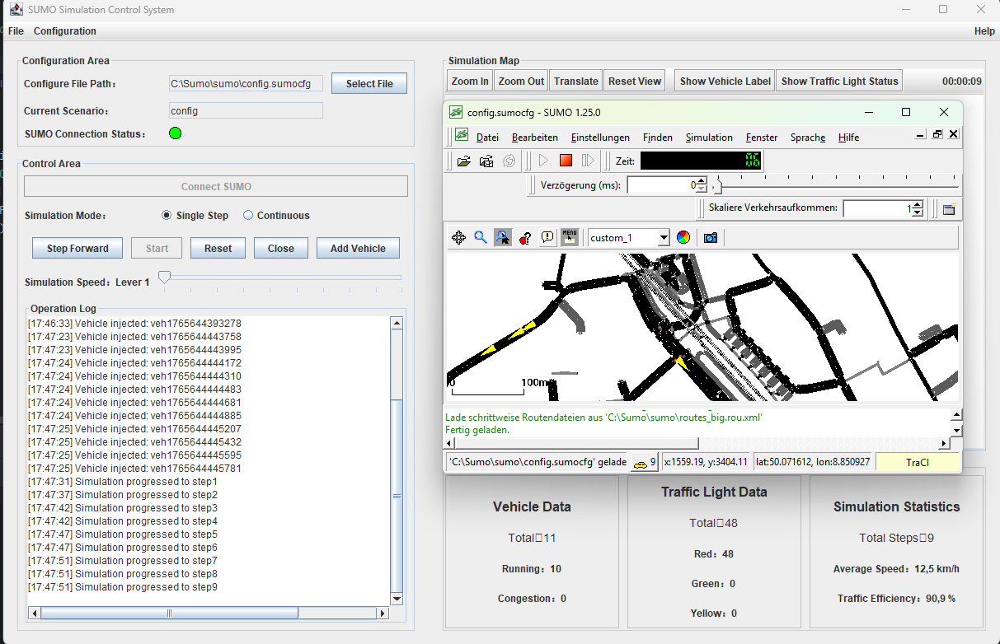 SUMO Simulation Control System
File Configuration Help
Configuration Area
Configure File Path：
C:\Sumo\sumo\config.sumocfg
Select File
Current Scenario：
config
SUMO Connection Status：
Control Area
Connect SUMO
Simulation Mode：
Single Step
Continuous
Step Forward
Start
Reset
Close
Add Vehicle
Simulation Speed：Lever 1
Operation Log
[17:46:33] Vehicle injected: veh1765644393278
[17:47:23] Vehicle injected: veh1765644443758
[17:47:23] Vehicle injected: veh1765644443995
[17:47:24] Vehicle injected: veh1765644444172
[17:47:24] Vehicle injected: veh1765644444310
[17:47:24] Vehicle injected: veh1765644444483
[17:47:24] Vehicle injected: veh1765644444681
[17:47:24] Vehicle injected: veh1765644444885
[17:47:25] Vehicle injected: veh1765644445207
[17:47:25] Vehicle injected: veh1765644445432
[17:47:25] Vehicle injected: veh1765644445595
[17:47:25] Vehicle injected: veh1765644445781
[17:47:31] Simulation progressed to step1
[17:47:37] Simulation progressed to step2
[17:47:42] Simulation progressed to step3
[17:47:42] Simulation progressed to step4
[17:47:47] Simulation progressed to step5
[17:47:47] Simulation progressed to step6
[17:47:51] Simulation progressed to step7
[17:47:51] Simulation progressed to step8
[17:47:51] Simulation progressed to step9
Simulation Map
Zoom In
Zoom Out
Translate
Reset View
Show Vehicle Label
Show Traffic Light Status
00:00:09
config.sumocfg - SUMO 1.25.0
Datei Bearbeiten Einstellungen Finden Simulation Fenster Sprache Hilfe
Zeit:
Verzögerung (ms): 0
Skaliere Verkehrsaufkommen: 1
MENU
custom_1
0 100m
Lade schrittweise Routendateien aus 'C:\Sumo\sumo\routes_big.rou.xml'
Fertig geladen.
'C:\Sumo\sumo\config.sumocfg' gelade
9
x:1559.19, y:3404.11
lat:50.071612, lon:8.850927
TraCI
Vehicle Data
Total□11
Running：10
Congestion：0
Traffic Light Data
Total□48
Red：48
Green：0
Yellow：0
Simulation Statistics
Total Steps□9
Average Speed：12,5 km/h
Traffic Efficiency：90,9 %